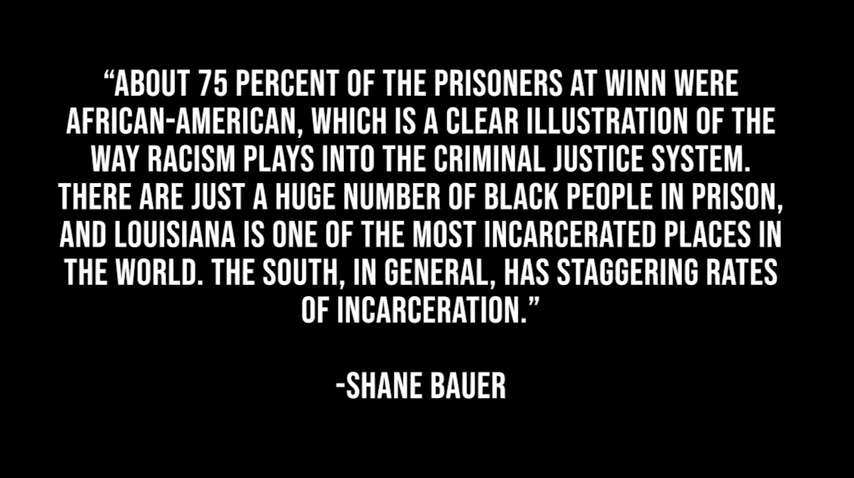 “ABOUT 75 PERCENT OF THE PRISONERS AT WINN WERE
AFRICAN-AMERICAN, WHICH IS A CLEAR ILLUSTRATION OF THE
WAY RACISM PLAYS INTO THE CRIMINAL JUSTICE SYSTEM.
THERE ARE JUST A HUGE NUMBER OF BLACK PEOPLE IN PRISON,
AND LOUISIANA IS ONE OF THE MOST INCARCERATED PLACES IN
THE WORLD. THE SOUTH, IN GENERAL, HAS STAGGERING RATES
OF INCARCERATION.”
-SHANE BAUER